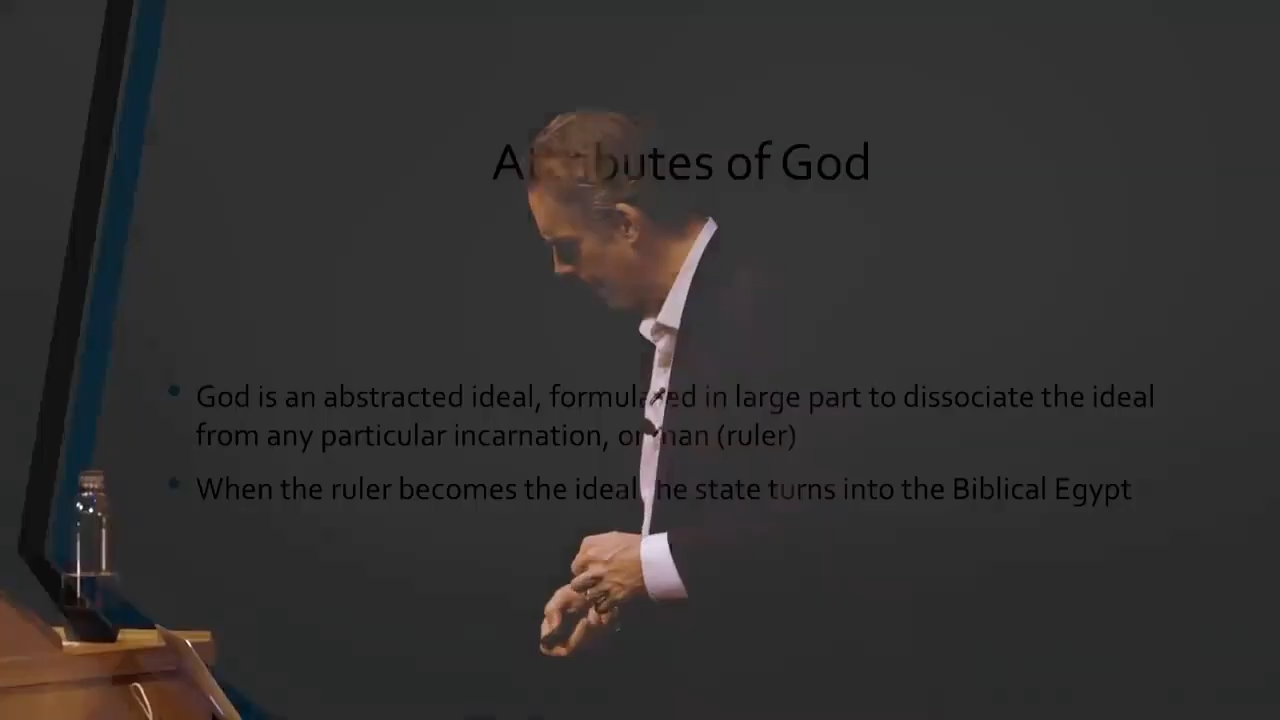 Attributes of God
God is an abstracted ideal, formulated in large part to dissociate the ideal
from any particular incarnation, or man (ruler)
When the ruler becomes the ideal, the state turns into the Biblical Egypt